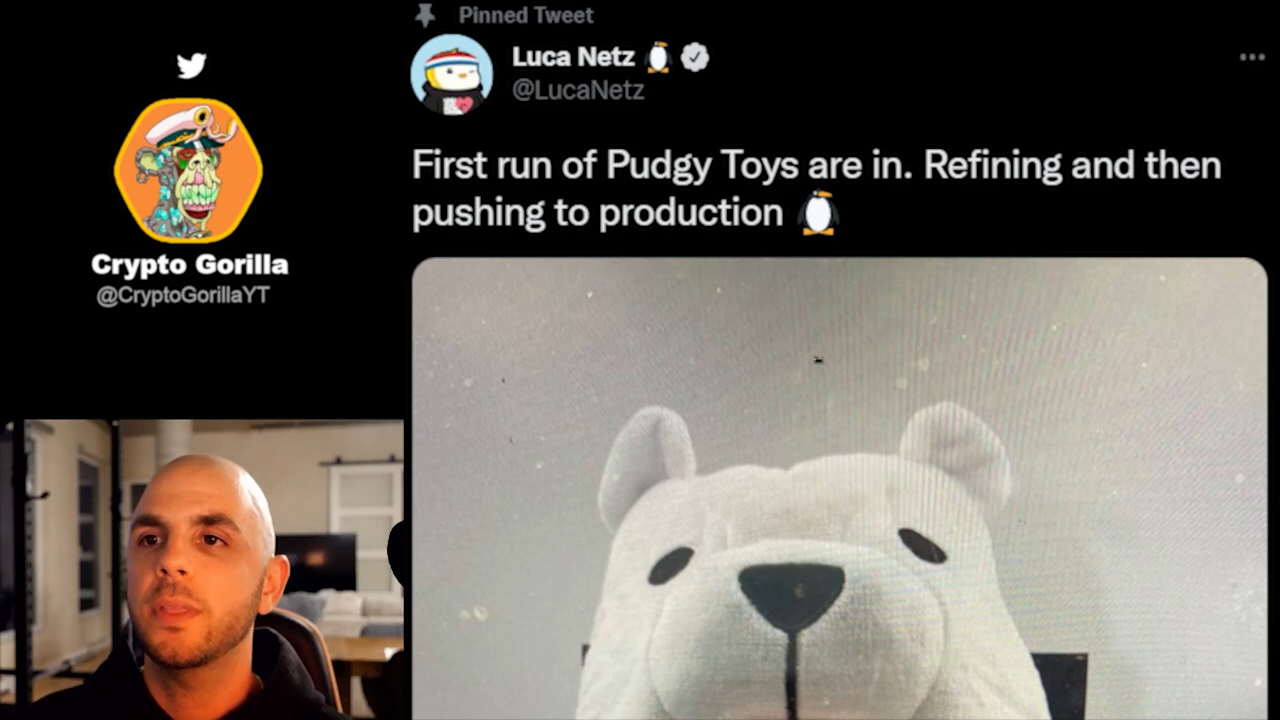 Pinned Tweet
Luca Netz 🐧
@LucaNetz
First run of Pudgy Toys are in. Refining and then
pushing to production 🐧
Crypto Gorilla
@CryptoGorillaYT